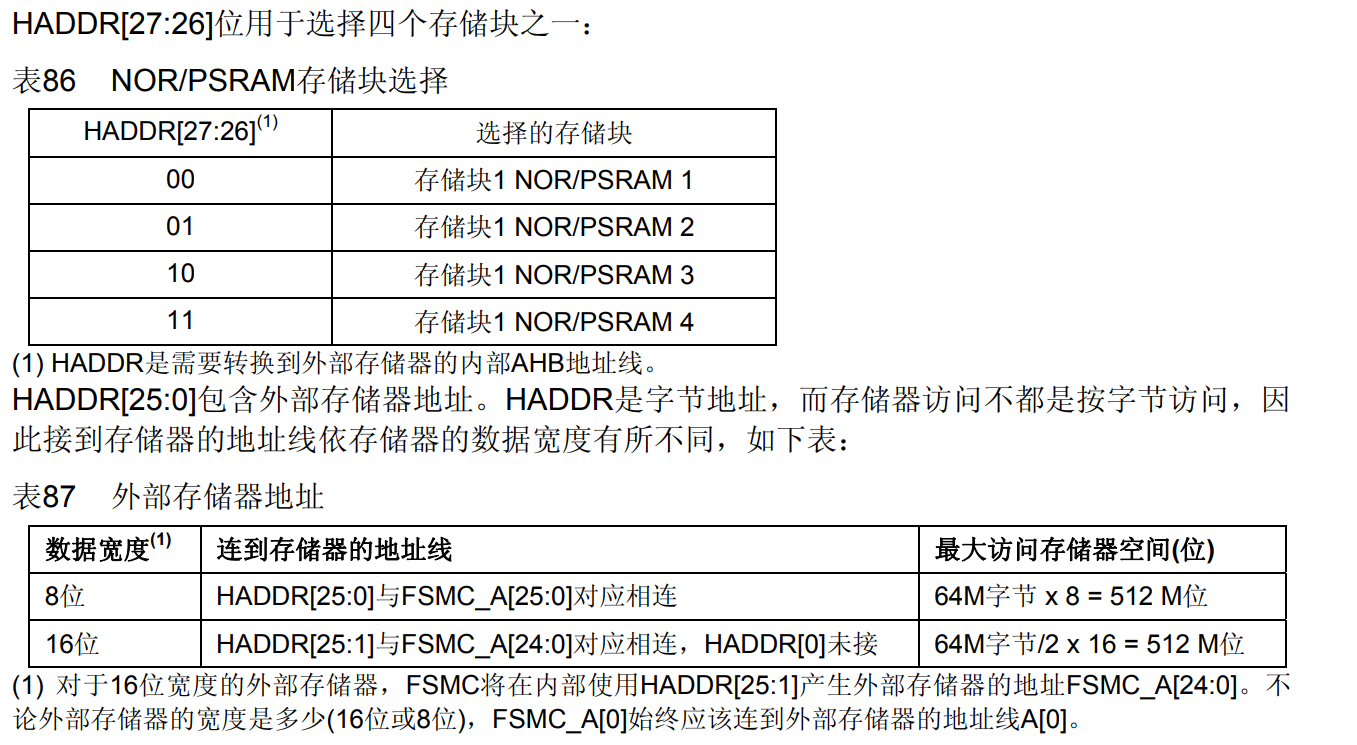 HADDR[27:26]位用于选择四个存储块之一：
表86 NOR/PSRAM存储块选择
HADDR[27:26](1) 选择的存储块
00 存储块1 NOR/PSRAM 1
01 存储块1 NOR/PSRAM 2
10 存储块1 NOR/PSRAM 3
11 存储块1 NOR/PSRAM 4
(1) HADDR是需要转换到外部存储器的内部AHB地址线。
HADDR[25:0]包含外部存储器地址。HADDR是字节地址，而存储器访问不都是按字节访问，因
此接到存储器的地址线依存储器的数据宽度有所不同，如下表：
表87 外部存储器地址
数据宽度(1) 连到存储器的地址线 最大访问存储器空间(位)
8位 HADDR[25:0]与FSMC_A[25:0]对应相连 64M字节 x 8 = 512 M位
16位 HADDR[25:1]与FSMC_A[24:0]对应相连，HADDR[0]未接 64M字节/2 x 16 = 512 M位
(1) 对于16位宽度的外部存储器，FSMC将在内部使用HADDR[25:1]产生外部存储器的地址FSMC_A[24:0]。不
论外部存储器的宽度是多少(16位或8位)，FSMC_A[0]始终应该连到外部存储器的地址线A[0]。